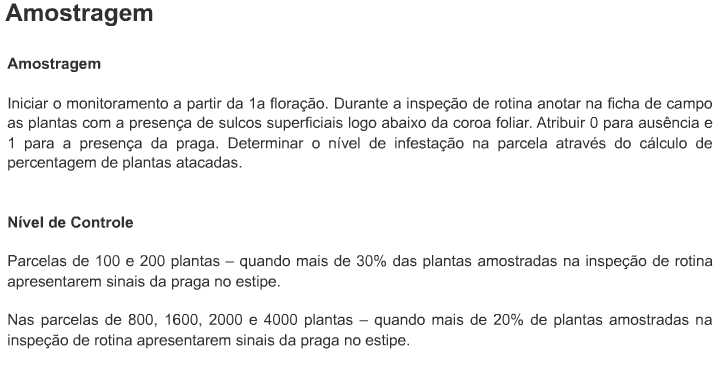 Amostragem
Amostragem
Iniciar o monitoramento a partir da 1a floração. Durante a inspeção de rotina anotar na ficha de campo
as plantas com a presença de sulcos superficiais logo abaixo da coroa foliar. Atribuir 0 para ausência e
1 para a presença da praga. Determinar o nível de infestação na parcela através do cálculo de
percentagem de plantas atacadas.
Nível de Controle
Parcelas de 100 e 200 plantas – quando mais de 30% das plantas amostradas na inspeção de rotina
apresentarem sinais da praga no estipe.
Nas parcelas de 800, 1600, 2000 e 4000 plantas – quando mais de 20% de plantas amostradas na
inspeção de rotina apresentarem sinais da praga no estipe.